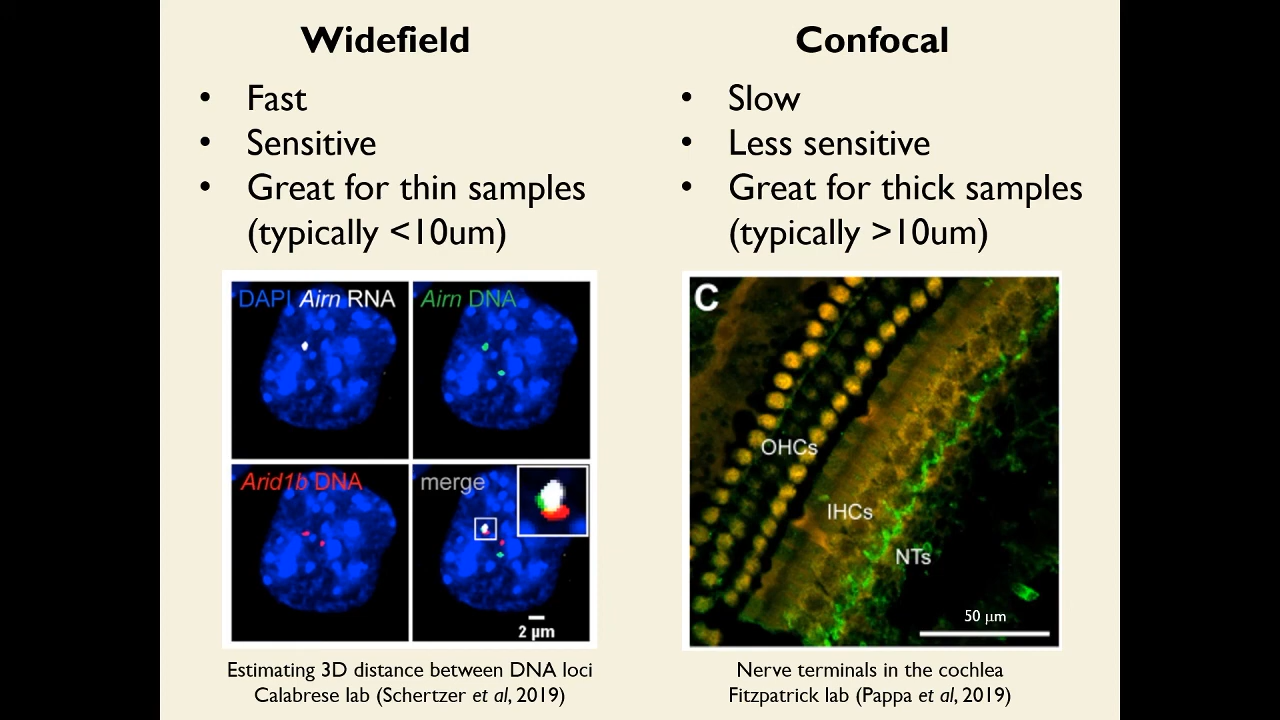 Widefield
• Fast
• Sensitive
• Great for thin samples
(typically <10um)
DAPI Airn RNA
Airn DNA
Arid1b DNA
merge
2 µm
Estimating 3D distance between DNA loci
Calabrese lab (Schertzer et al, 2019)
Confocal
• Slow
• Less sensitive
• Great for thick samples
(typically >10um)
C
OHCs
IHCs
NTs
50 µm
Nerve terminals in the cochlea
Fitzpatrick lab (Pappa et al, 2019)